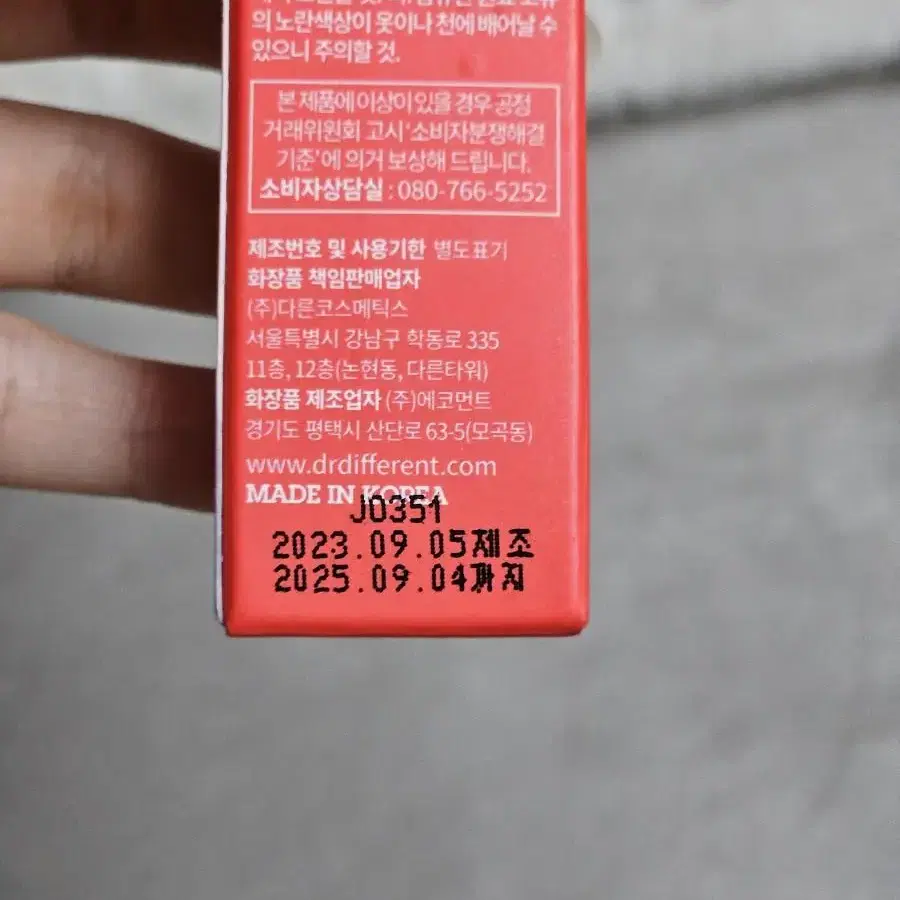 의 노란색상이 옷이나 천에 배어날 수
있으니 주의할 것.
본 제품에 이상이 있을 경우 공정
거래위원회 고시 '소비자분쟁해결
기준'에 의거 보상해 드립니다.
소비자상담실 : 080-766-5252
제조번호 및 사용기한 별도표기
화장품 책임판매업자
(주)다른코스메틱스
서울특별시 강남구 학동로 335
11층, 12층(논현동, 다른타워)
화장품 제조업자 (주)에코먼트
경기도 평택시 산단로 63-5(모곡동)
www.drdifferent.com
MADE IN KOREA
J0351
2023.09.05제조
2025.09.04까지